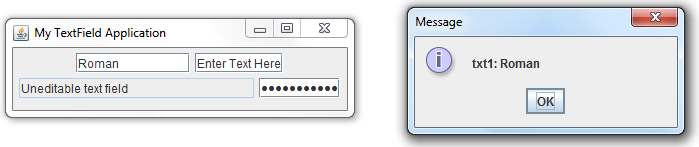 My TextField Application
Roman
Enter Text Here
Uneditable text field
●●●●●●●●●●●
Message
txt1: Roman
OK